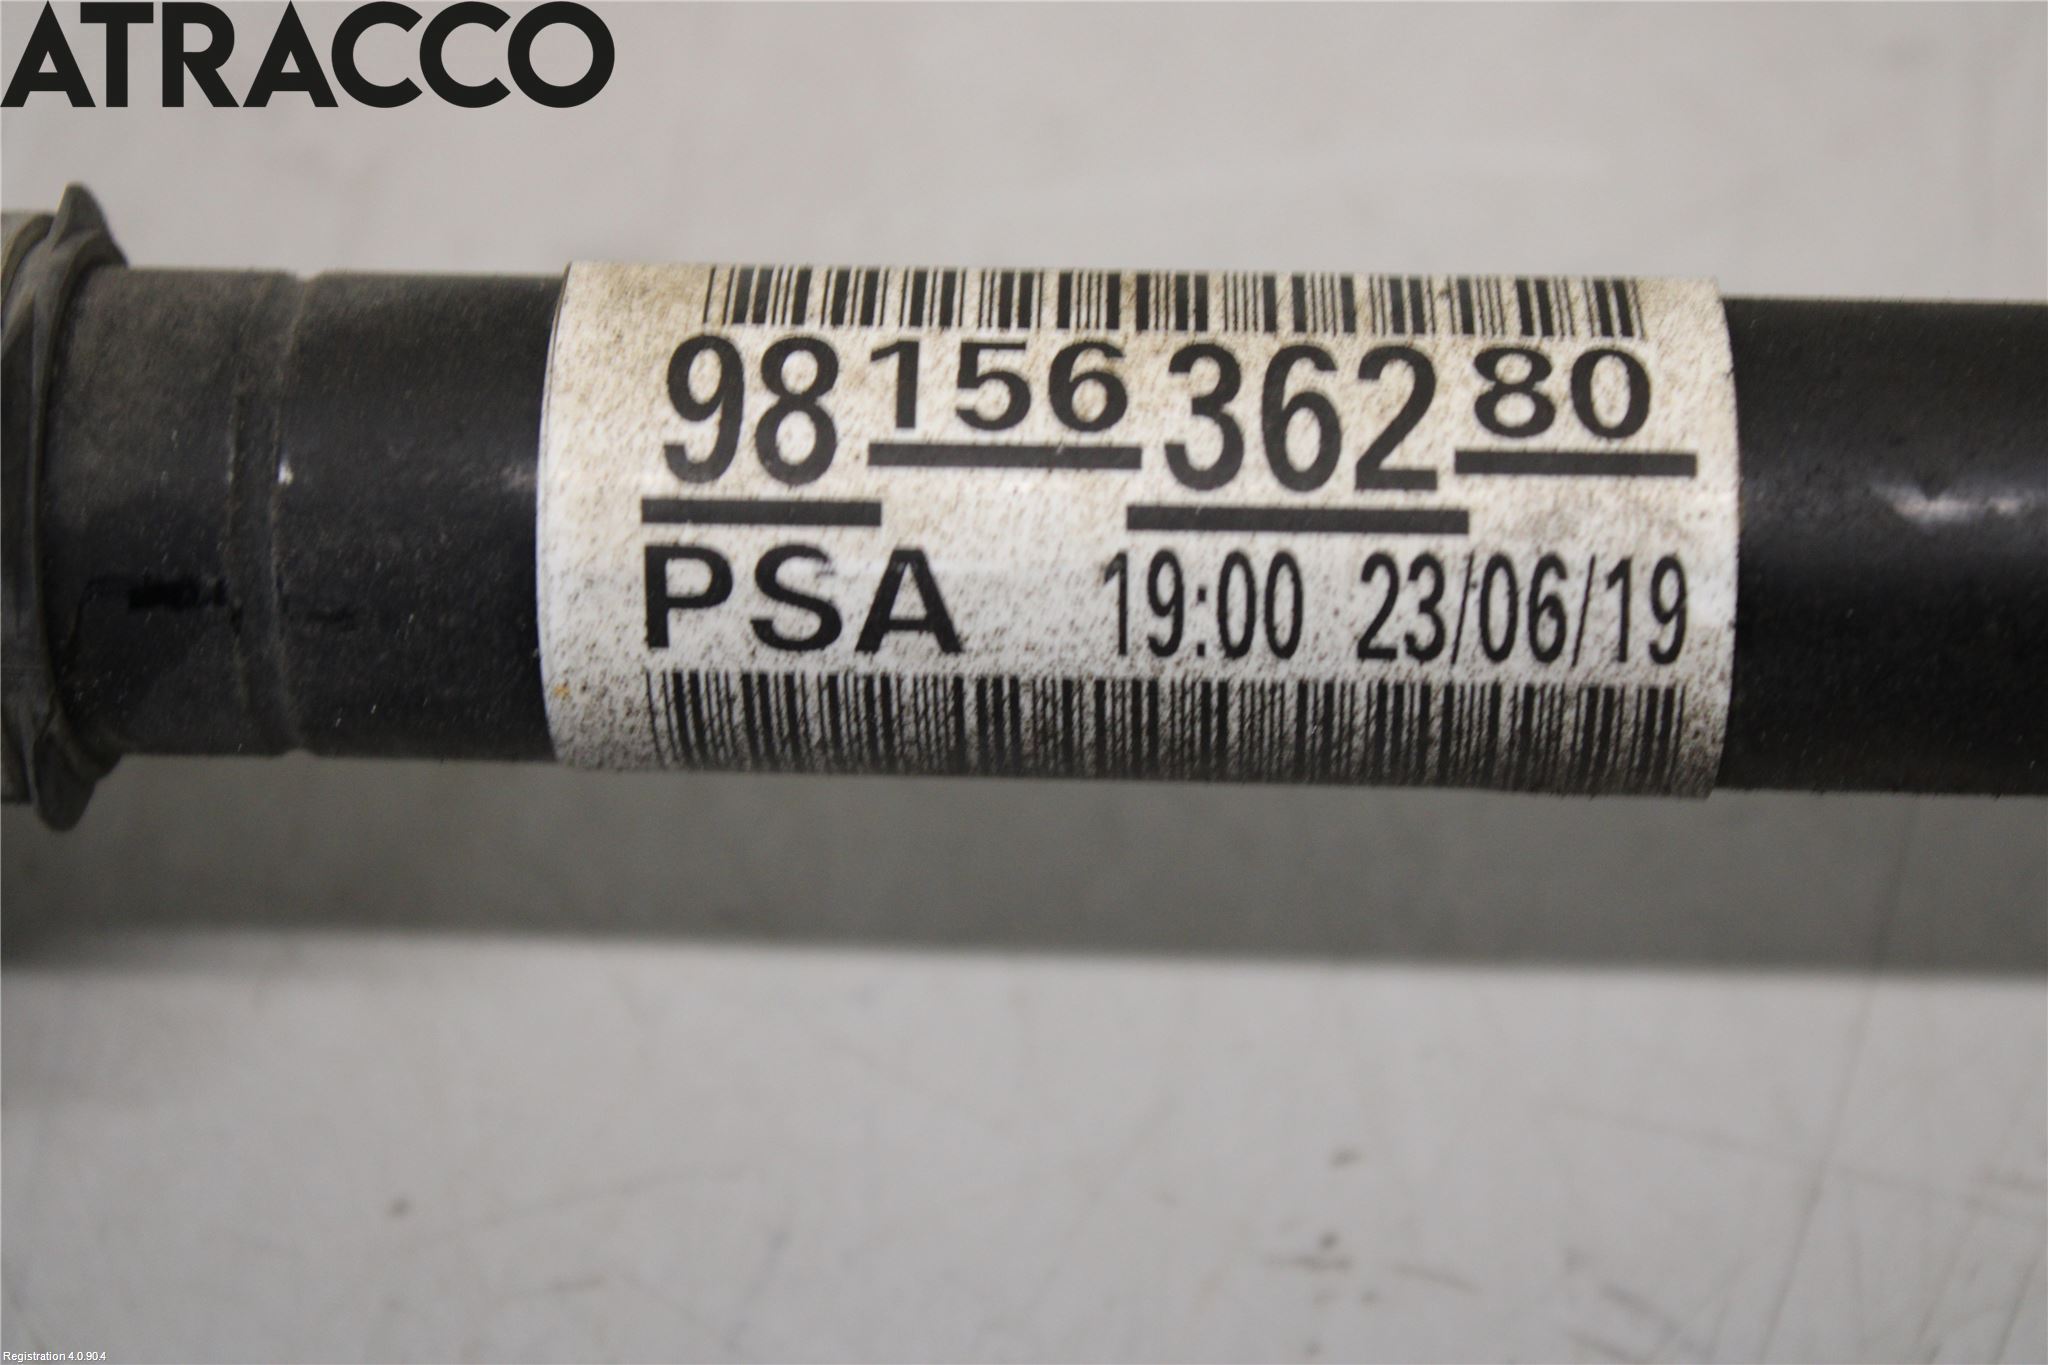 ATRACCO
98 156 362 80
PSA 19:00 23/06/19
Registration 4.0.90.4